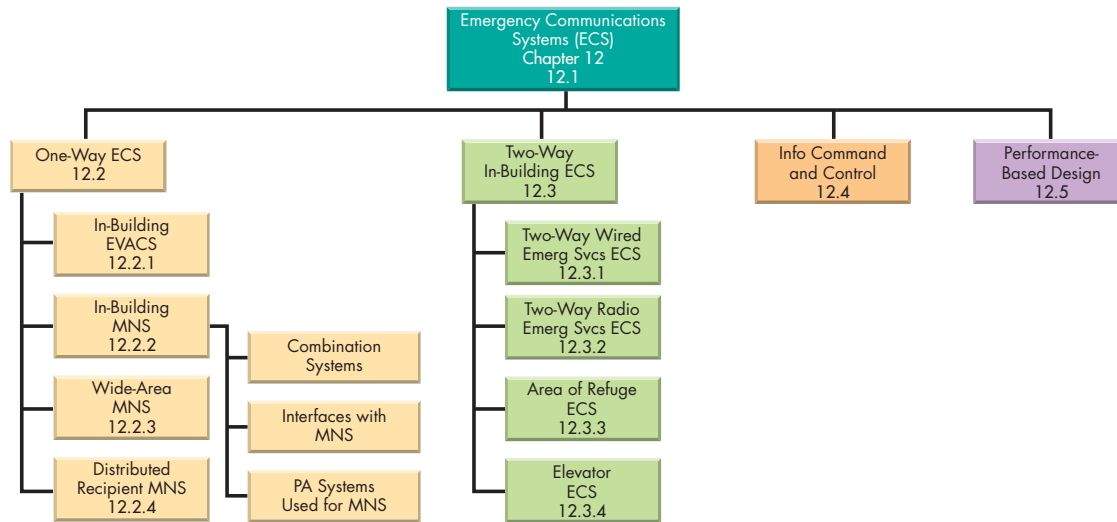 Emergency Communications
Systems (ECS)
Chapter 12
12.1
One-Way ECS
12.2
Two-Way
In-Building ECS
12.3
Info Command
and Control
12.4
Performance-
Based Design
12.5
In-Building
EVACS
12.2.1
In-Building
MNS
12.2.2
Wide-Area
MNS
12.2.3
Distributed
Recipient MNS
12.2.4
Combination
Systems
Interfaces with
MNS
PA Systems
Used for MNS
Two-Way Wired
Emerg Svcs ECS
12.3.1
Two-Way Radio
Emerg Svcs ECS
12.3.2
Area of Refuge
ECS
12.3.3
Elevator
ECS
12.3.4